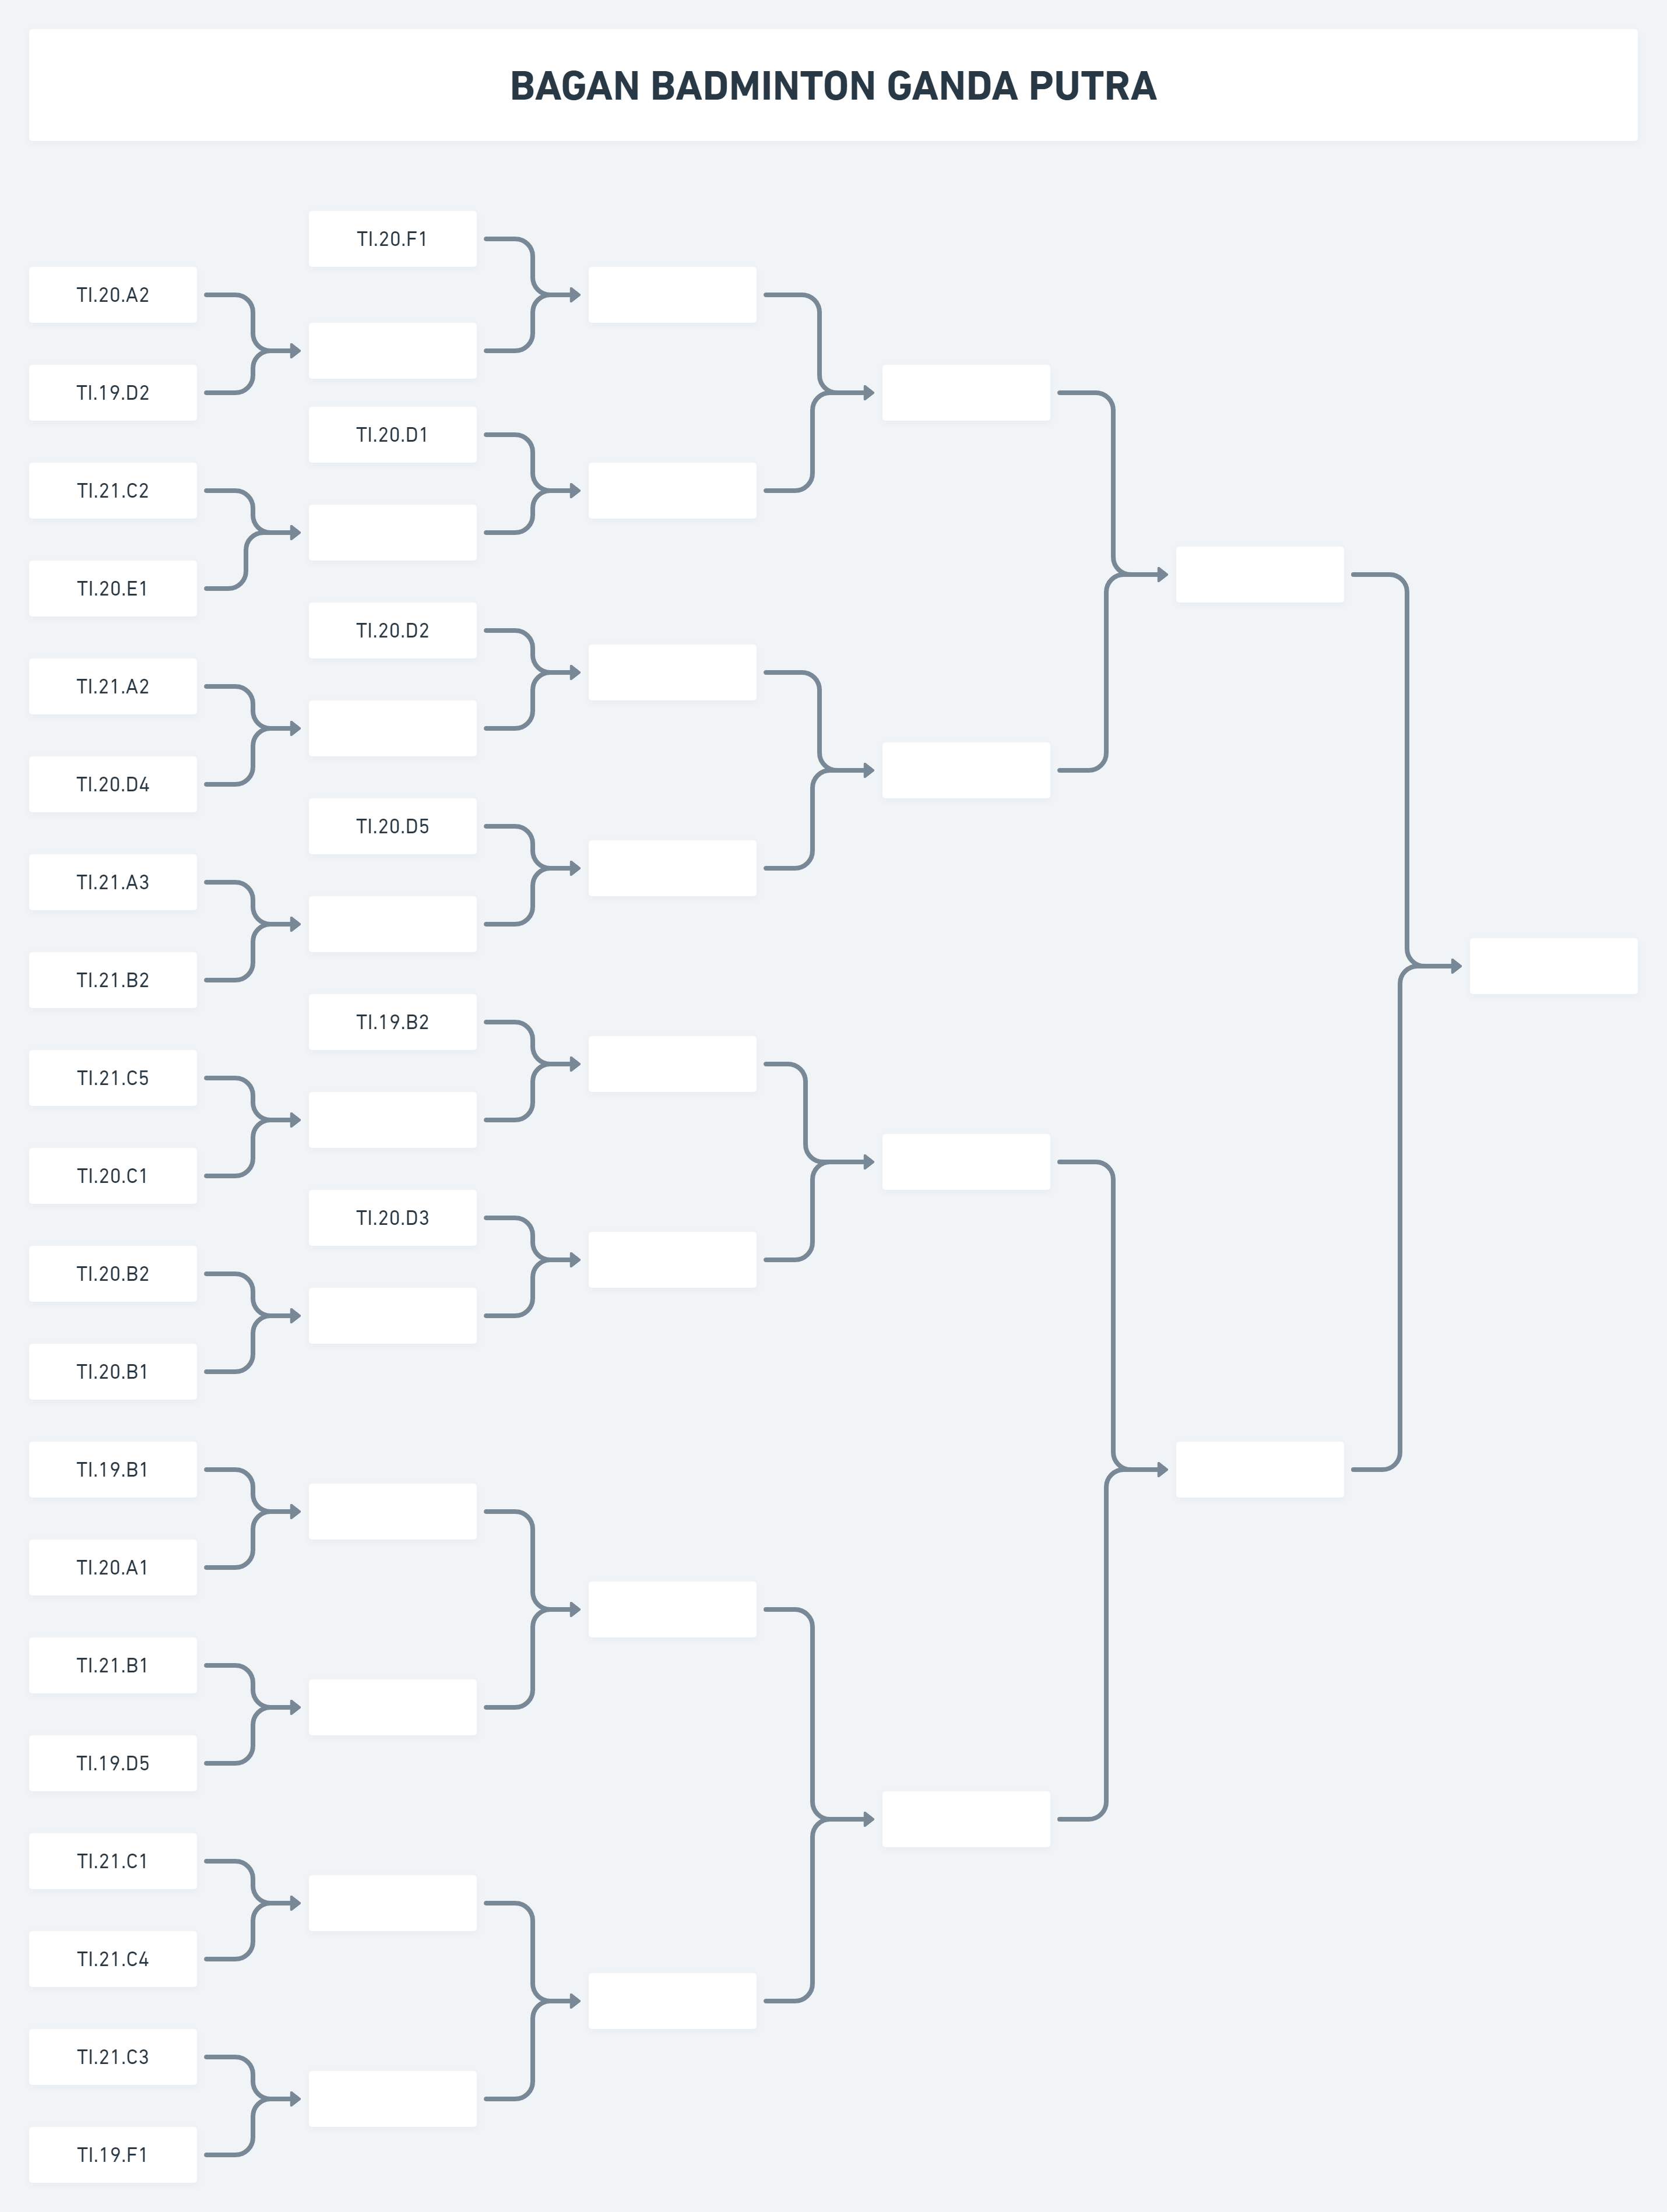 BAGAN BADMINTON GANDA PUTRA
TI.20.F1
TI.20.A2
TI.19.D2
TI.20.D1
TI.21.C2
TI.20.E1
TI.20.D2
TI.21.A2
TI.20.D4
TI.20.D5
TI.21.A3
TI.21.B2
TI.19.B2
TI.21.C5
TI.20.C1
TI.20.D3
TI.20.B2
TI.20.B1
TI.19.B1
TI.20.A1
TI.21.B1
TI.19.D5
TI.21.C1
TI.21.C4
TI.21.C3
TI.19.F1